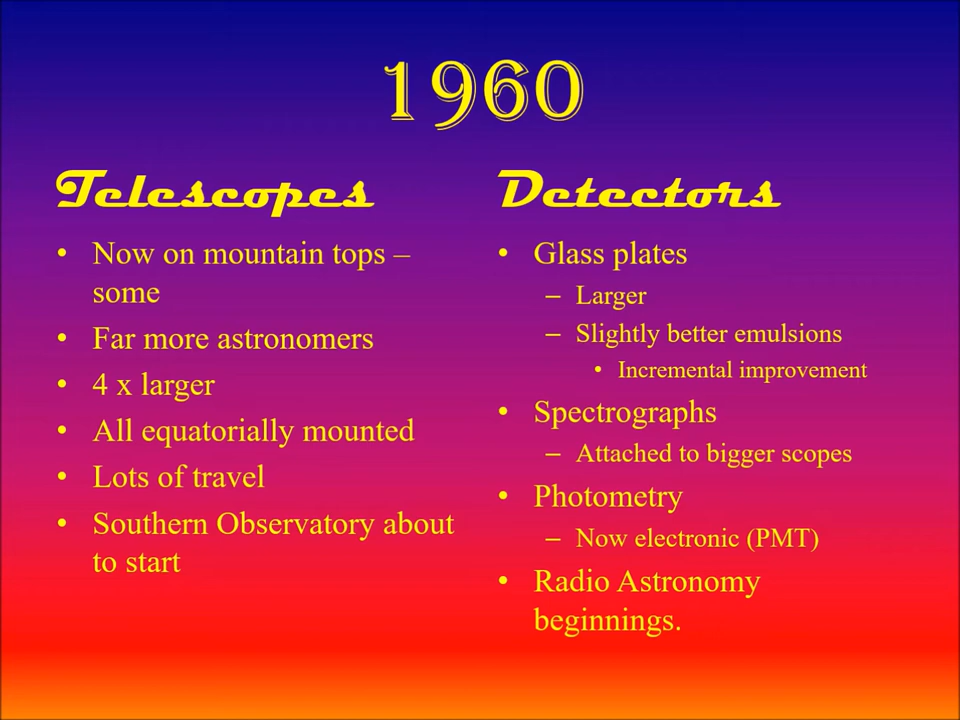 1960
Telescopes
• Now on mountain tops –
some
• Far more astronomers
• 4 x larger
• All equatorially mounted
• Lots of travel
• Southern Observatory about
to start
Detectors
• Glass plates
– Larger
– Slightly better emulsions
• Incremental improvement
• Spectrographs
– Attached to bigger scopes
• Photometry
– Now electronic (PMT)
• Radio Astronomy
beginnings.